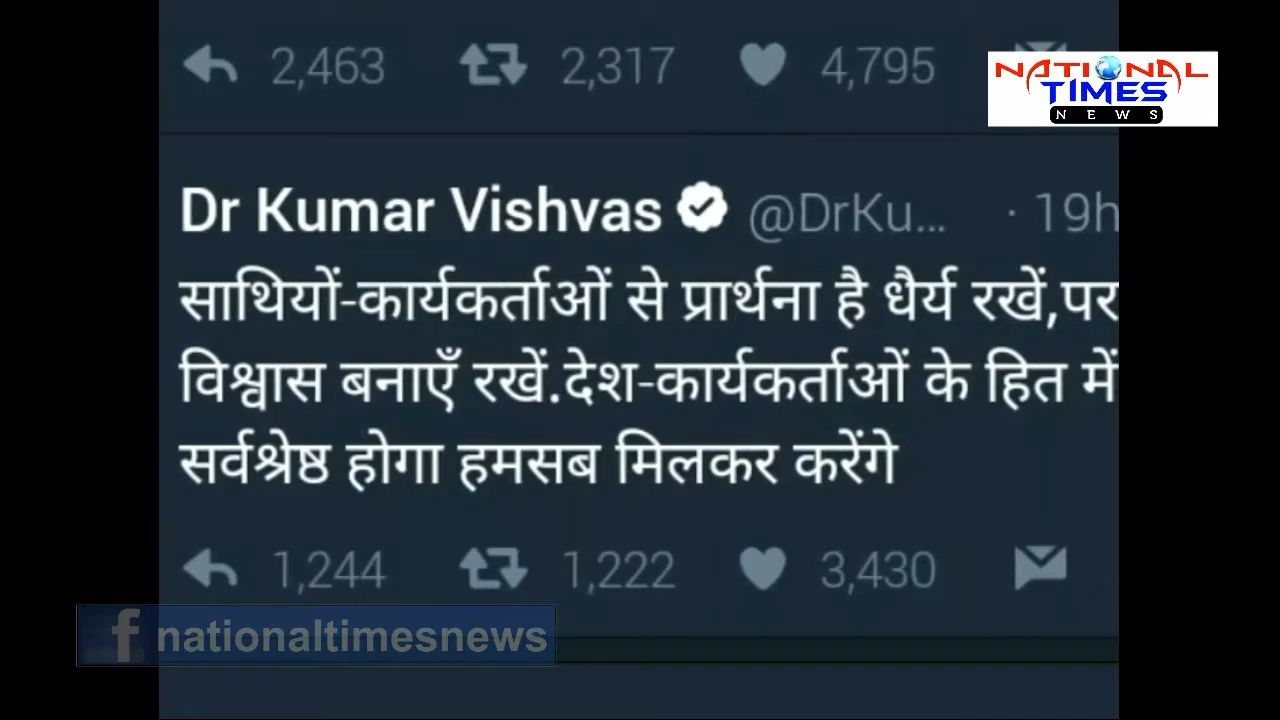 2,463 2,317 4,795
NATIONAL
TIMES
NEWS
Dr Kumar Vishvas @DrKu... · 19h
साथियों-कार्यकर्ताओं से प्रार्थना है धैर्य रखें,पर
विश्वास बनाएँ रखें.देश-कार्यकर्ताओं के हित में
सर्वश्रेष्ठ होगा हमसब मिलकर करेंगे
1,244 1,222 3,430
f nationaltimesnews